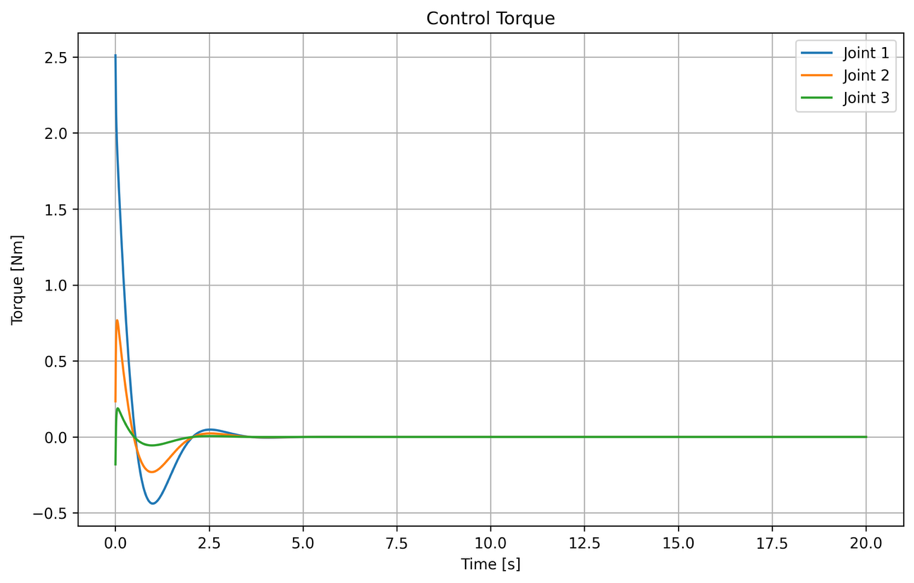 Control Torque
Joint 1
Joint 2
Joint 3
Torque [Nm]
2.5
2.0
1.5
1.0
0.5
0.0
−0.5
0.0 2.5 5.0 7.5 10.0 12.5 15.0 17.5 20.0
Time [s]